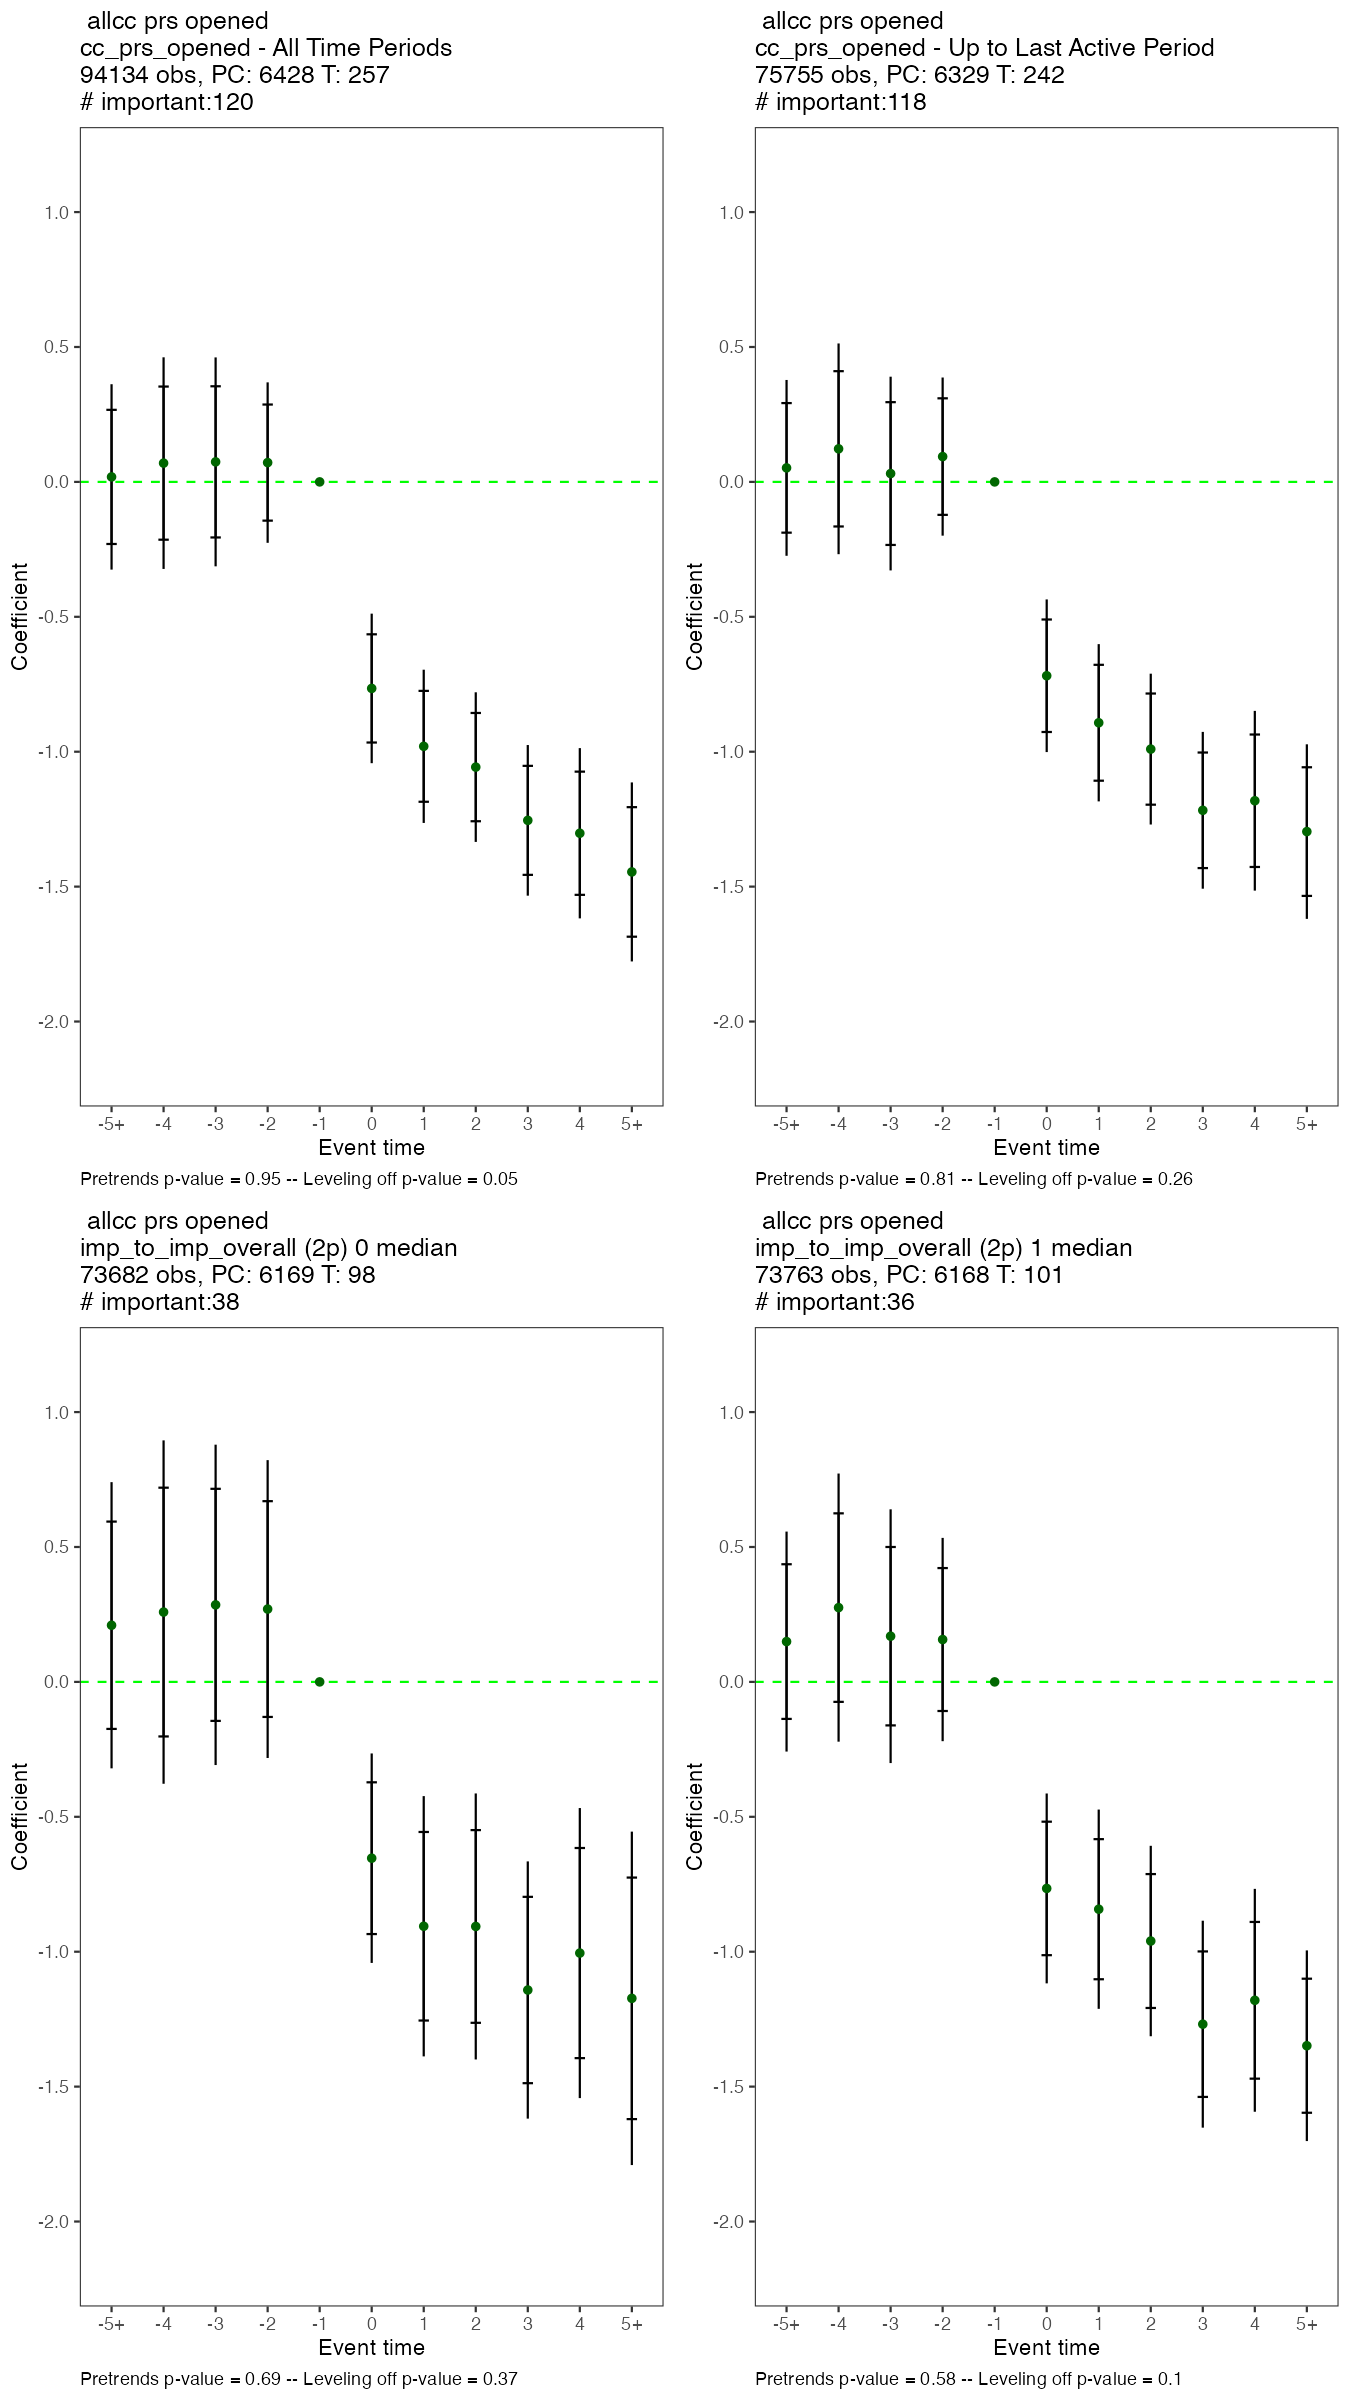 allcc prs opened
cc_prs_opened - All Time Periods
94134 obs, PC: 6428 T: 257
# important:120
1.0
0.5
0.0
-0.5
-1.0
-1.5
-2.0
Coefficient
-5+ -4 -3 -2 -1 0 1 2 3 4 5+
Event time
Pretrends p-value = 0.95 -- Leveling off p-value = 0.05
allcc prs opened
cc_prs_opened - Up to Last Active Period
75755 obs, PC: 6329 T: 242
# important:118
1.0
0.5
0.0
-0.5
-1.0
-1.5
-2.0
Coefficient
-5+ -4 -3 -2 -1 0 1 2 3 4 5+
Event time
Pretrends p-value = 0.81 -- Leveling off p-value = 0.26
allcc prs opened
imp_to_imp_overall (2p) 0 median
73682 obs, PC: 6169 T: 98
# important:38
1.0
0.5
0.0
-0.5
-1.0
-1.5
-2.0
Coefficient
-5+ -4 -3 -2 -1 0 1 2 3 4 5+
Event time
Pretrends p-value = 0.69 -- Leveling off p-value = 0.37
allcc prs opened
imp_to_imp_overall (2p) 1 median
73763 obs, PC: 6168 T: 101
# important:36
1.0
0.5
0.0
-0.5
-1.0
-1.5
-2.0
Coefficient
-5+ -4 -3 -2 -1 0 1 2 3 4 5+
Event time
Pretrends p-value = 0.58 -- Leveling off p-value = 0.1